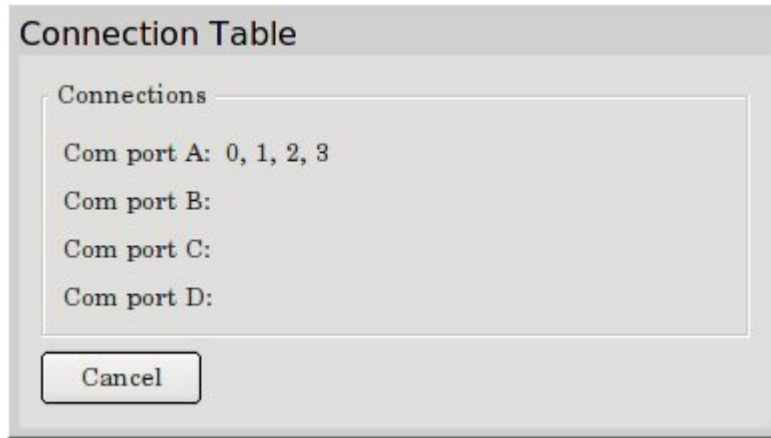 Connection Table
Connections
Com port A: 0, 1, 2, 3
Com port B:
Com port C:
Com port D:
Cancel